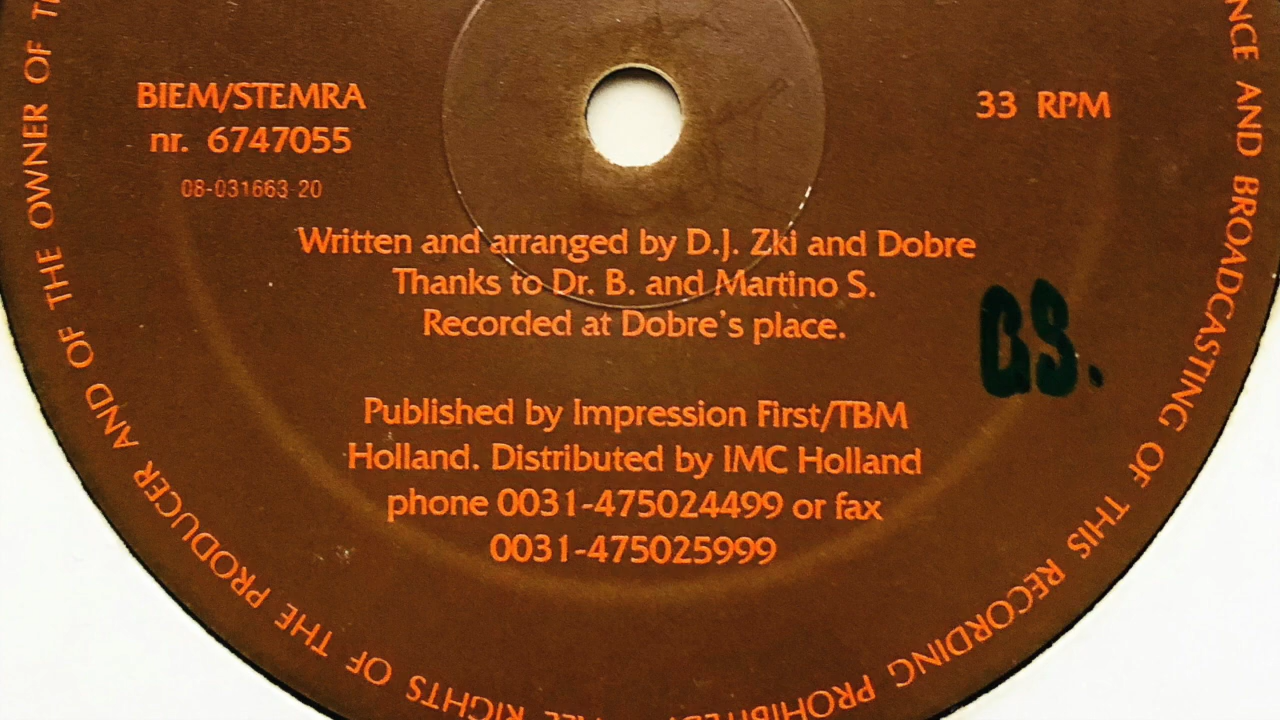 BIEM/STEMRA
nr. 6747055
08-031663-20
33 RPM
Written and arranged by D.J. Zki and Dobre
Thanks to Dr. B. and Martino S.
Recorded at Dobre's place.
Published by Impression First/TBM
Holland. Distributed by IMC Holland
phone 0031-475024499 or fax
0031-475025999
AND BROADCASTING OF THIS RECORDING PROHIBITED. ALL RIGHTS OF THE PRODUCER AND OF THE OWNER OF